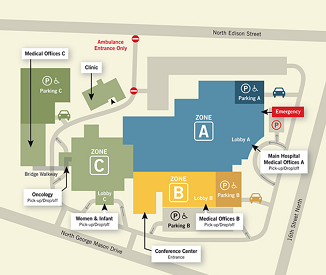 North Edison Street
Ambulance
Entrance Only
Medical Offices C
Clinic
P
Parking C
P
Parking A
Emergency
P
ZONE
A
Lobby A
Main Hospital
Medical Offices A
Pick-up/Dropoff
ZONE
C
Bridge Walkway
ZONE
B
Lobby B
P
Parking B
Oncology
Pick-up/Dropoff
Lobby
C
Women & Infant
Pick-up/Dropoff
P
Parking B
Medical Offices B
Pick-up/Dropoff
16th Street North
North George Mason Drive
Conference Center
Entrance